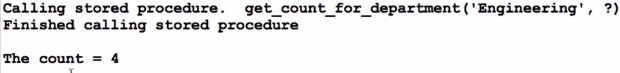 Calling stored procedure.  get_count_for_department('Engineering', ?)
Finished calling stored procedure
The count = 4